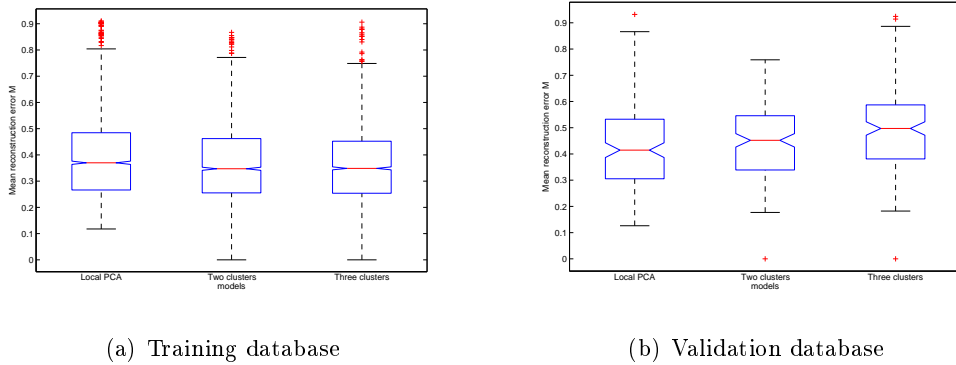 0.9
0.8
0.7
0.6
0.5
0.4
0.3
0.2
0.1
0
Mean reconstruction error M
Local PCA Two clusters Three clusters
models
(a) Training database
0.9
0.8
0.7
0.6
0.5
0.4
0.3
0.2
0.1
0
Mean reconstruction error M
Local PCA Two clusters Three clusters
models
(b) Validation database